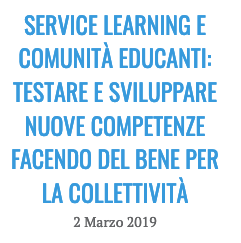 SERVICE LEARNING E
COMUNITÀ EDUCANTI:
TESTARE E SVILUPPARE
NUOVE COMPETENZE
FACENDO DEL BENE PER
LA COLLETTIVITÀ
2 Marzo 2019